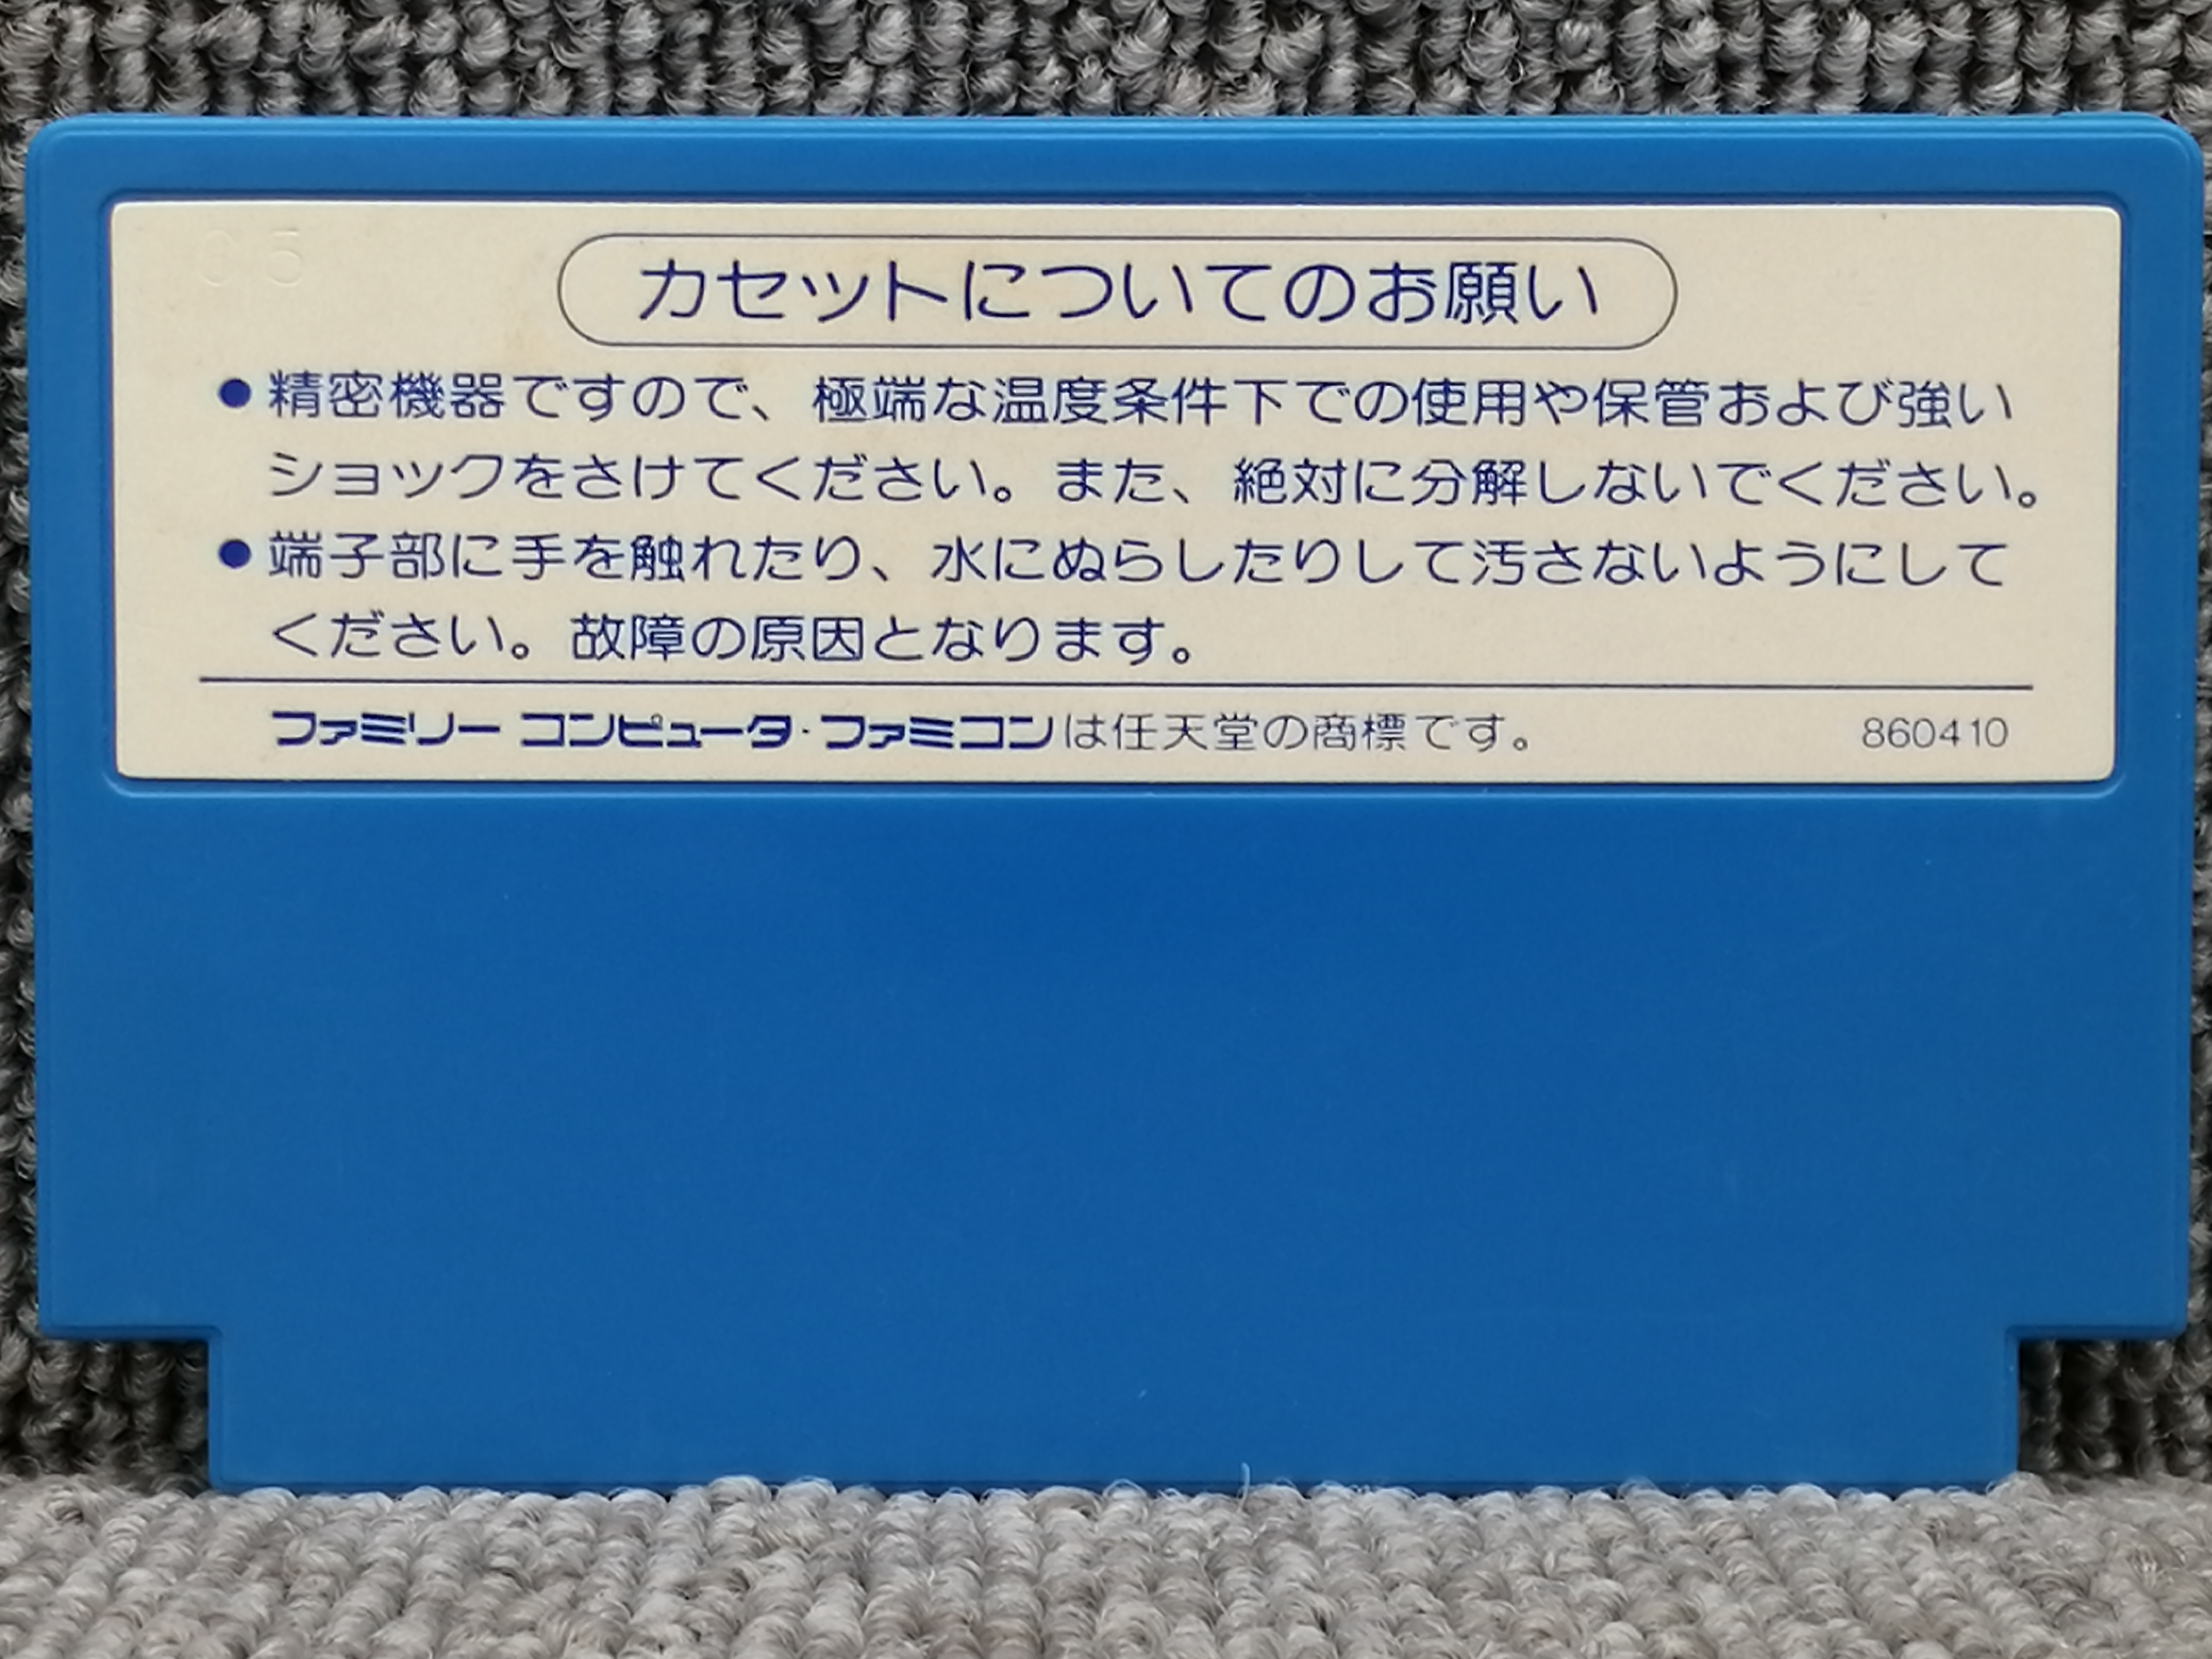 05
カセットについてのお願い
●精密機器ですので、極端な温度条件下での使用や保管および強い
ショックをさけてください。また、絶対に分解しないでください。
●端子部に手を触れたり、水にぬらしたりして汚さないようにして
ください。故障の原因となります。
ファミリー コンピュータ・ファミコンは任天堂の商標です。 860410